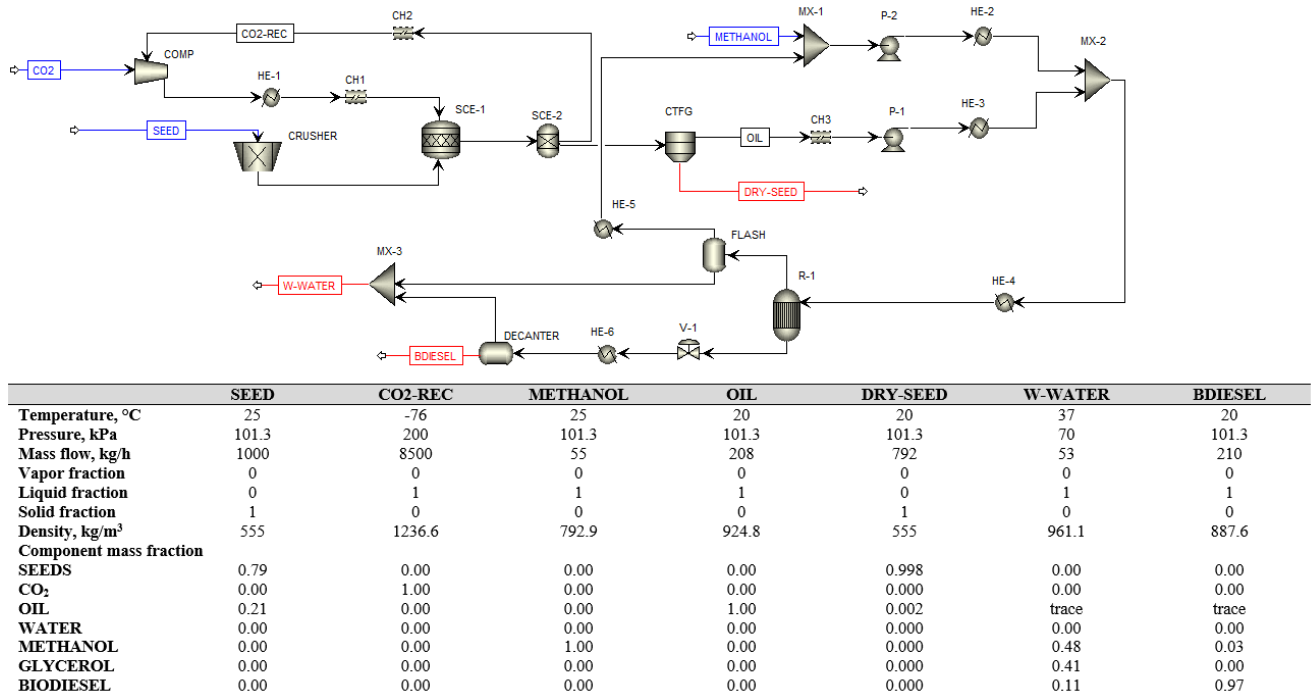 CH2
MX-1
P-2
HE-2
CO2-REC
METHANOL
MX-2
COMP
CO2
HE-1
CH1
SCE-1
SCE-2
CTFG
P-1
HE-3
CH3
OIL
SEED
CRUSHER
DRY-SEED
HE-5
FLASH
MX-3
R-1
HE-4
W-WATER
V-1
HE-6
DECANTER
BDIESEL
SEED CO2-REC METHANOL OIL DRY-SEED W-WATER BDIESEL
Temperature, °C 25 -76 25 20 20 37 20
Pressure, kPa 101.3 200 101.3 101.3 101.3 70 101.3
Mass flow, kg/h 1000 8500 55 208 792 53 210
Vapor fraction 0 0 0 0 0 0 0
Liquid fraction 0 1 1 1 0 1 1
Solid fraction 1 0 0 0 1 0 0
Density, kg/m³ 555 1236.6 792.9 924.8 555 961.1 887.6
Component mass fraction
SEEDS 0.79 0.00 0.00 0.00 0.998 0.00 0.00
CO₂ 0.00 1.00 0.00 0.00 0.000 0.00 0.00
OIL 0.21 0.00 0.00 1.00 0.002 trace trace
WATER 0.00 0.00 0.00 0.00 0.000 0.00 0.00
METHANOL 0.00 0.00 1.00 0.00 0.000 0.48 0.03
GLYCEROL 0.00 0.00 0.00 0.00 0.000 0.41 0.00
BIODIESEL 0.00 0.00 0.00 0.00 0.000 0.11 0.97